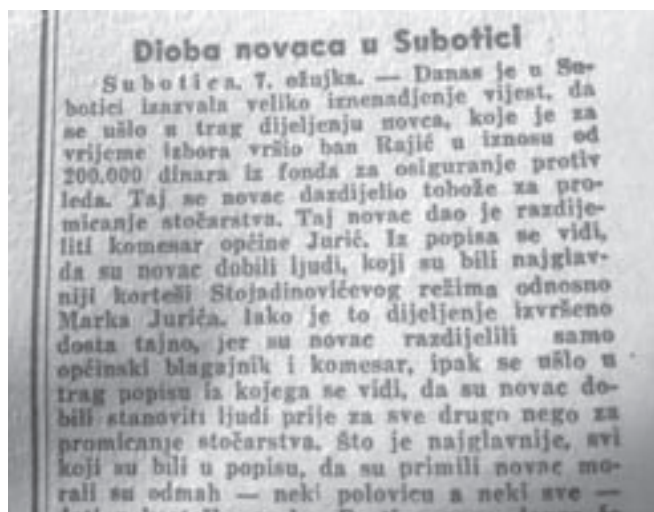 Dioba novaca u Subotici
Subotica, 7. ožujka. — Danas je u Su-
botici izazvala veliko iznenadjenje vijest, da
se ušlo u trag dijeljenju novca, koje je za
vrijeme izbora vršio ban Rajić u iznosu od
200.000 dinara iz fonda za osiguranje protiv
leda. Taj se novac dazdijelio tobože za pro-
micanje stočarstva. Taj novac dao je razdije-
liti komesar općine Jurić. Iz popisa se vidi,
da su novac dobili ljudi, koji su bili najglav-
niji korteši Stojadinovićevog režima odnosno
Marka Jurića. Iako je to dijeljenje izvršeno
dosta tajno, jer su novac razdijelili samo
općinski blagajnik i komesar, ipak se ušlo u
trag popisu iz kojega se vidi, da su novac do-
bili stanoviti ljudi prije za sve drugo nego za
promicanje stočarstva. što je najglavnije, svi
koji su bili u popisu, da su primili novac mo-
rali su odmah — neki polovicu a neki sve —